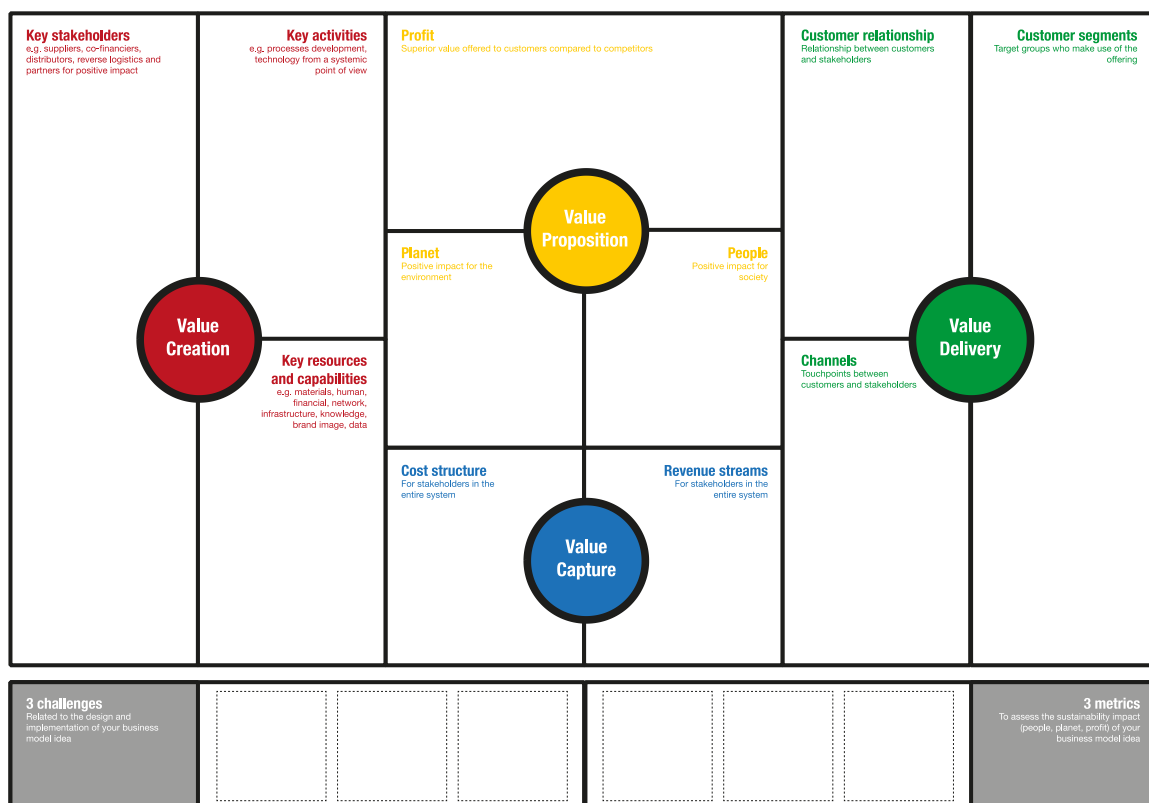 Key stakeholders
e.g. suppliers, co-financiers,
distributors, reverse logistics and
partners for positive impact
Key activities
e.g. processes development,
technology from a systemic
point of view
Profit
Superior value offered to customers compared to competitors
Customer relationship
Relationship between customers
and stakeholders
Customer segments
Target groups who make use of the
offering
Value
Proposition
Planet
Positive impact for the
environment
People
Positive impact for
society
Value
Creation
Value
Delivery
Key resources
and capabilities
e.g. materials, human,
financial, network,
infrastructure, knowledge,
brand image, data
Channels
Touchpoints between
customers and stakeholders
Cost structure
For stakeholders in the
entire system
Revenue streams
For stakeholders in the
entire system
Value
Capture
3 challenges
Related to the design and
implementation of your business
model idea
3 metrics
To assess the sustainability impact
(people, planet, profit) of your
business model idea